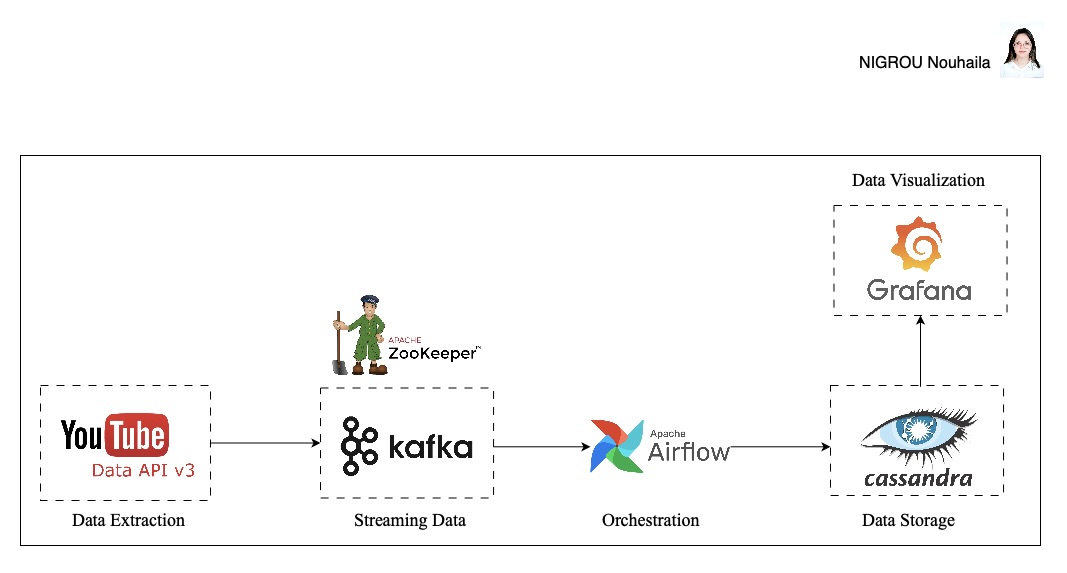 NIGROU Nouhaila
Data Visualization
Grafana
APACHE
ZooKeeper™
YouTube
Data API v3
kafka
Apache
Airflow
cassandra
Data Extraction
Streaming Data
Orchestration
Data Storage